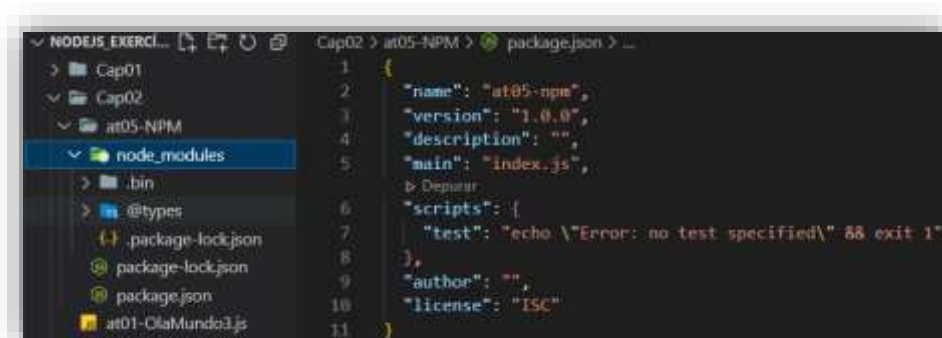 NODEJS_EXERCÍ...
Cap01
Cap02
at05-NPM
node_modules
.bin
@types
.package-lock.json
package-lock.json
package.json
at01-OlaMundo3.js
Cap02 > at05-NPM > package.json > ...
1 {
2 "name": "at05-npm",
3 "version": "1.0.0",
4 "description": "",
5 "main": "index.js",
Depurar
6 "scripts": {
7 "test": "echo \"Error: no test specified\" && exit 1"
8 },
9 "author": "",
10 "license": "ISC"
11 }